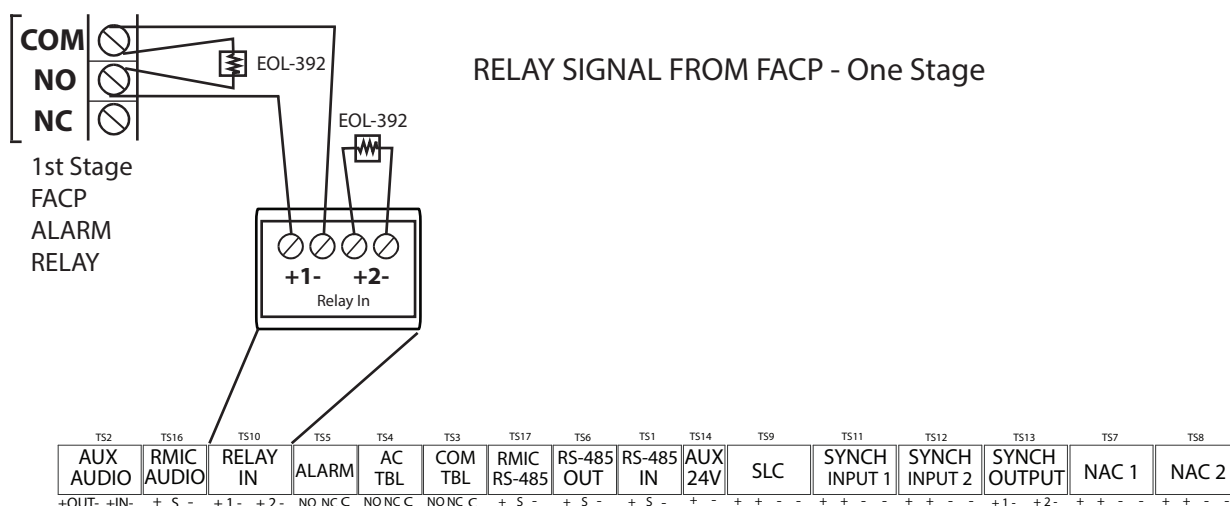 RELAY SIGNAL FROM FACP - One Stage
COM
NO
NC
EOL-392
EOL-392
1st Stage
FACP
ALARM
RELAY
+1- +2-
Relay In
TS2 TS16 TS10 TS5 TS4 TS3 TS17 TS6 TS1 TS14 TS9 TS11 TS12 TS13 TS7 TS8
AUX AUDIO
RMIC AUDIO
RELAY IN
ALARM
AC TBL
COM TBL
RMIC RS-485
RS-485 OUT
RS-485 IN
AUX 24V
SLC
SYNCH INPUT 1
SYNCH INPUT 2
SYNCH OUTPUT
NAC 1
NAC 2
+OUT- +IN- + S - +1- +2- NO NC C NO NC C NO NC C + S - + S - + S - + - + + - - + + - - + + - - +1- +2- + + - - + + - -